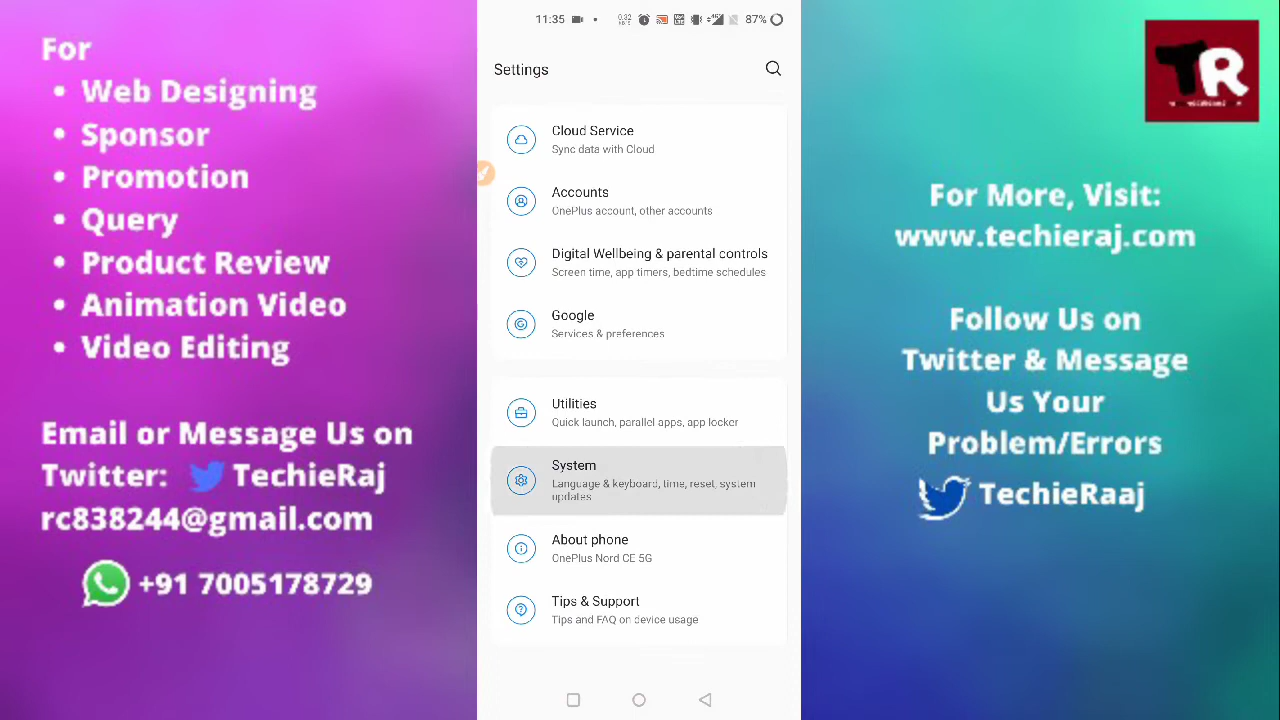 For
• Web Designing
• Sponsor
• Promotion
• Query
• Product Review
• Animation Video
• Video Editing
Email or Message Us on
Twitter: TechieRaj
rc838244@gmail.com
+91 7005178729
11:35
87%
Settings
Cloud Service
Sync data with Cloud
Accounts
OnePlus account, other accounts
Digital Wellbeing & parental controls
Screen time, app timers, bedtime schedules
Google
Services & preferences
Utilities
Quick launch, parallel apps, app locker
System
Language & keyboard, time, reset, system
updates
About phone
OnePlus Nord CE 5G
Tips & Support
Tips and FAQ on device usage
TR
For More, Visit:
www.techieraj.com
Follow Us on
Twitter & Message
Us Your
Problem/Errors
TechieRaaj